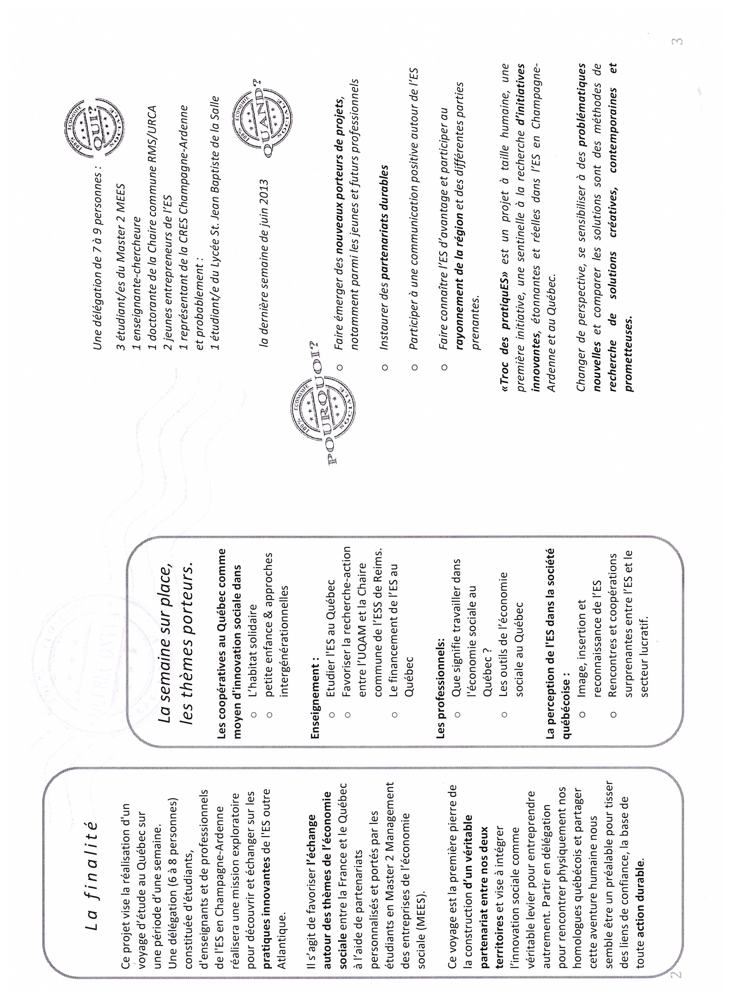 La finalité
Ce projet vise la réalisation d'un
voyage d'étude au Québec sur
une période d'une semaine.
Une délégation (6 à 8 personnes)
constituée d'étudiants,
d'enseignants et de professionnels
de l'ES en Champagne-Ardenne
réalisera une mission exploratoire
pour découvrir et échanger sur les
pratiques innovantes de l'ES outre
Atlantique.
Il s'agit de favoriser l'échange
autour des thèmes de l'économie
sociale entre la France et le Québec
à l'aide de partenariats
personnalisés et portés par les
étudiants en Master 2 Management
des entreprises de l'économie
sociale (MEES).
Ce voyage est la première pierre de
la construction d'un véritable
partenariat entre nos deux
territoires et vise à intégrer
l'innovation sociale comme
véritable levier pour entreprendre
autrement. Partir en délégation
pour rencontrer physiquement nos
homologues québécois et partager
cette aventure humaine nous
semble être un préalable pour tisser
des liens de confiance, la base de
toute action durable.
2
La semaine sur place,
les thèmes porteurs.
Les coopératives au Québec comme
moyen d'innovation sociale dans
○ L'habitat solidaire
○ petite enfance & approches
intergénérationnelles
Enseignement :
○ Etudier l'ES au Québec
○ Favoriser la recherche-action
entre l'UQAM et la Chaire
commune de l'ESS de Reims.
○ Le financement de l'ES au
Québec
Les professionnels:
○ Que signifie travailler dans
l'économie sociale au
Québec ?
○ Les outils de l'économie
sociale au Québec
La perception de l'ES dans la société
québécoise :
○ Image, insertion et
reconnaissance de l'ES
○ Rencontres et coopérations
surprenantes entre l'ES et le
secteur lucratif.
100% ECONOMIE
QUI?
SOCIALE
Une délégation de 7 à 9 personnes :
3 étudiant/es du Master 2 MEES
1 enseignante-chercheure
1 doctorante de la Chaire commune RMS/URCA
2 jeunes entrepreneurs de l'ES
1 représentant de la CRES Champagne-Ardenne
et probablement :
1 étudiant/e du Lycée St. Jean Baptiste de la Salle
100% ECONOMIE
QUAND?
SOCIALE
la dernière semaine de juin 2013
100% ECONOMIE
POURQUOI?
SOCIALE
○ Faire émerger des nouveaux porteurs de projets,
notamment parmi les jeunes et futurs professionnels
○ Instaurer des partenariats durables
○ Participer à une communication positive autour de l'ES
○ Faire connaître l'ES d'avantage et participer au
rayonnement de la région et des différentes parties
prenantes.
«Troc des pratiquES» est un projet à taille humaine, une
première initiative, une sentinelle à la recherche d'initiatives
innovantes, étonnantes et réelles dans l'ES en Champagne-
Ardenne et au Québec.
Changer de perspective, se sensibiliser à des problématiques
nouvelles et comparer les solutions sont des méthodes de
recherche de solutions créatives, contemporaines et
prometteuses.
3